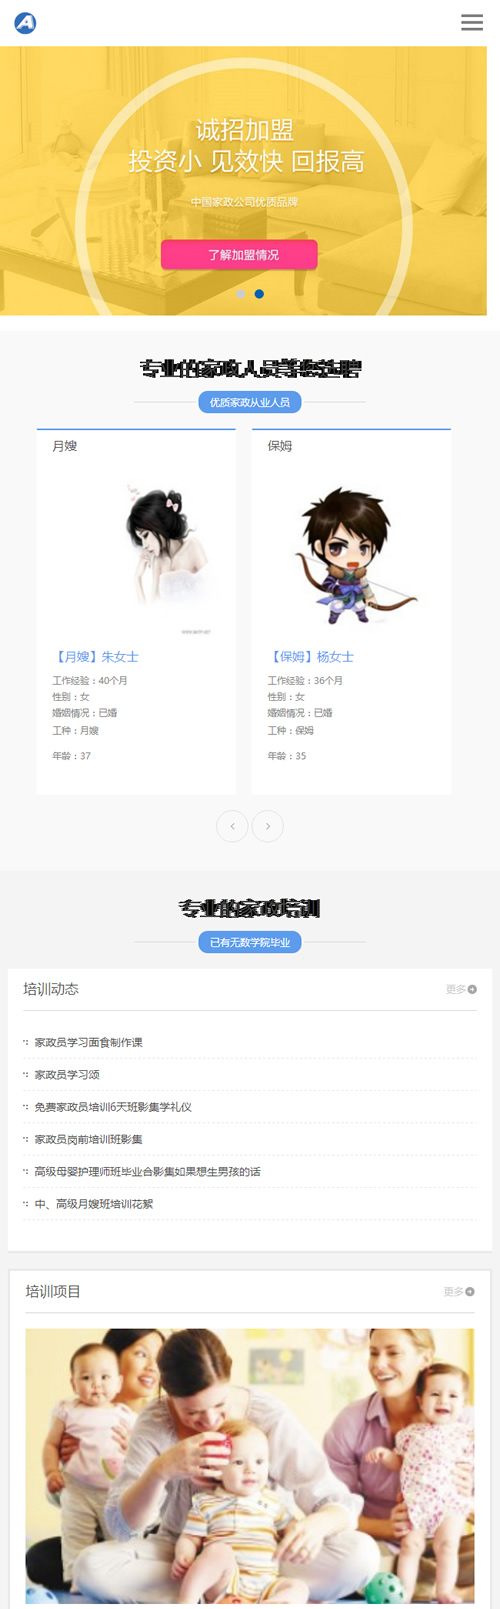 诚招加盟
投资小 见效快 回报高
中国家政公司优质品牌
了解加盟情况
专业的家政人员等您选聘
优质家政从业人员
月嫂
保姆
【月嫂】朱女士
工作经验：40个月
性别：女
婚姻情况：已婚
工种：月嫂
年龄：37
【保姆】杨女士
工作经验：36个月
性别：女
婚姻情况：已婚
工种：保姆
年龄：35
专业的家政培训
已有无数学院毕业
培训动态
更多
家政员学习面食制作课
家政员学习颂
免费家政员培训6天班影集学礼仪
家政员岗前培训班影集
高级母婴护理师班毕业合影集如果想生男孩的话
中、高级月嫂班培训花絮
培训项目
更多